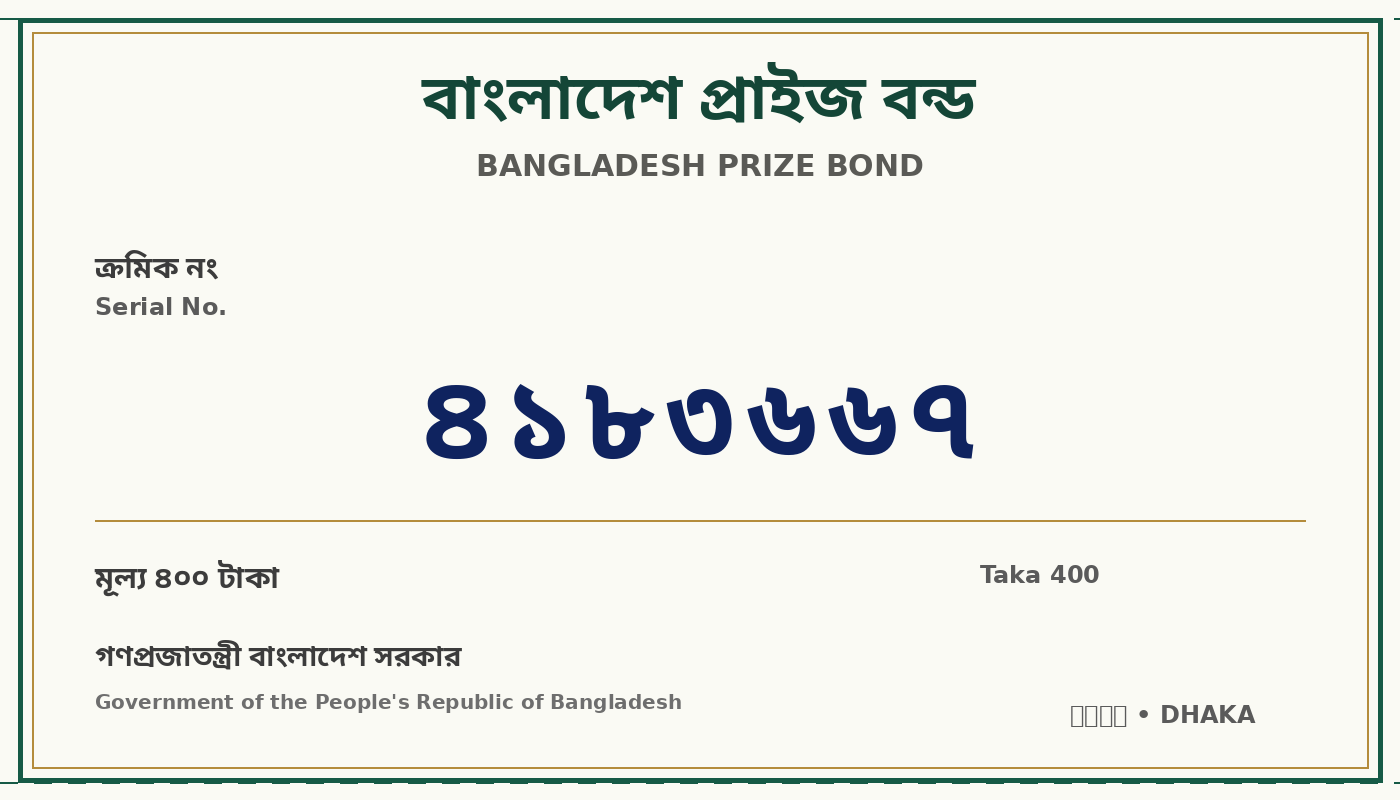 বাংলাদেশ প্রাইজ বন্ড
BANGLADESH PRIZE BOND
ক্রমিক নং
Serial No.
৪১৮৩৬৬৭
মূল্য ৪০০ টাকা
Taka 400
গণপ্রজাতন্ত্রী বাংলাদেশ সরকার
Government of the People's Republic of Bangladesh
• DHAKA